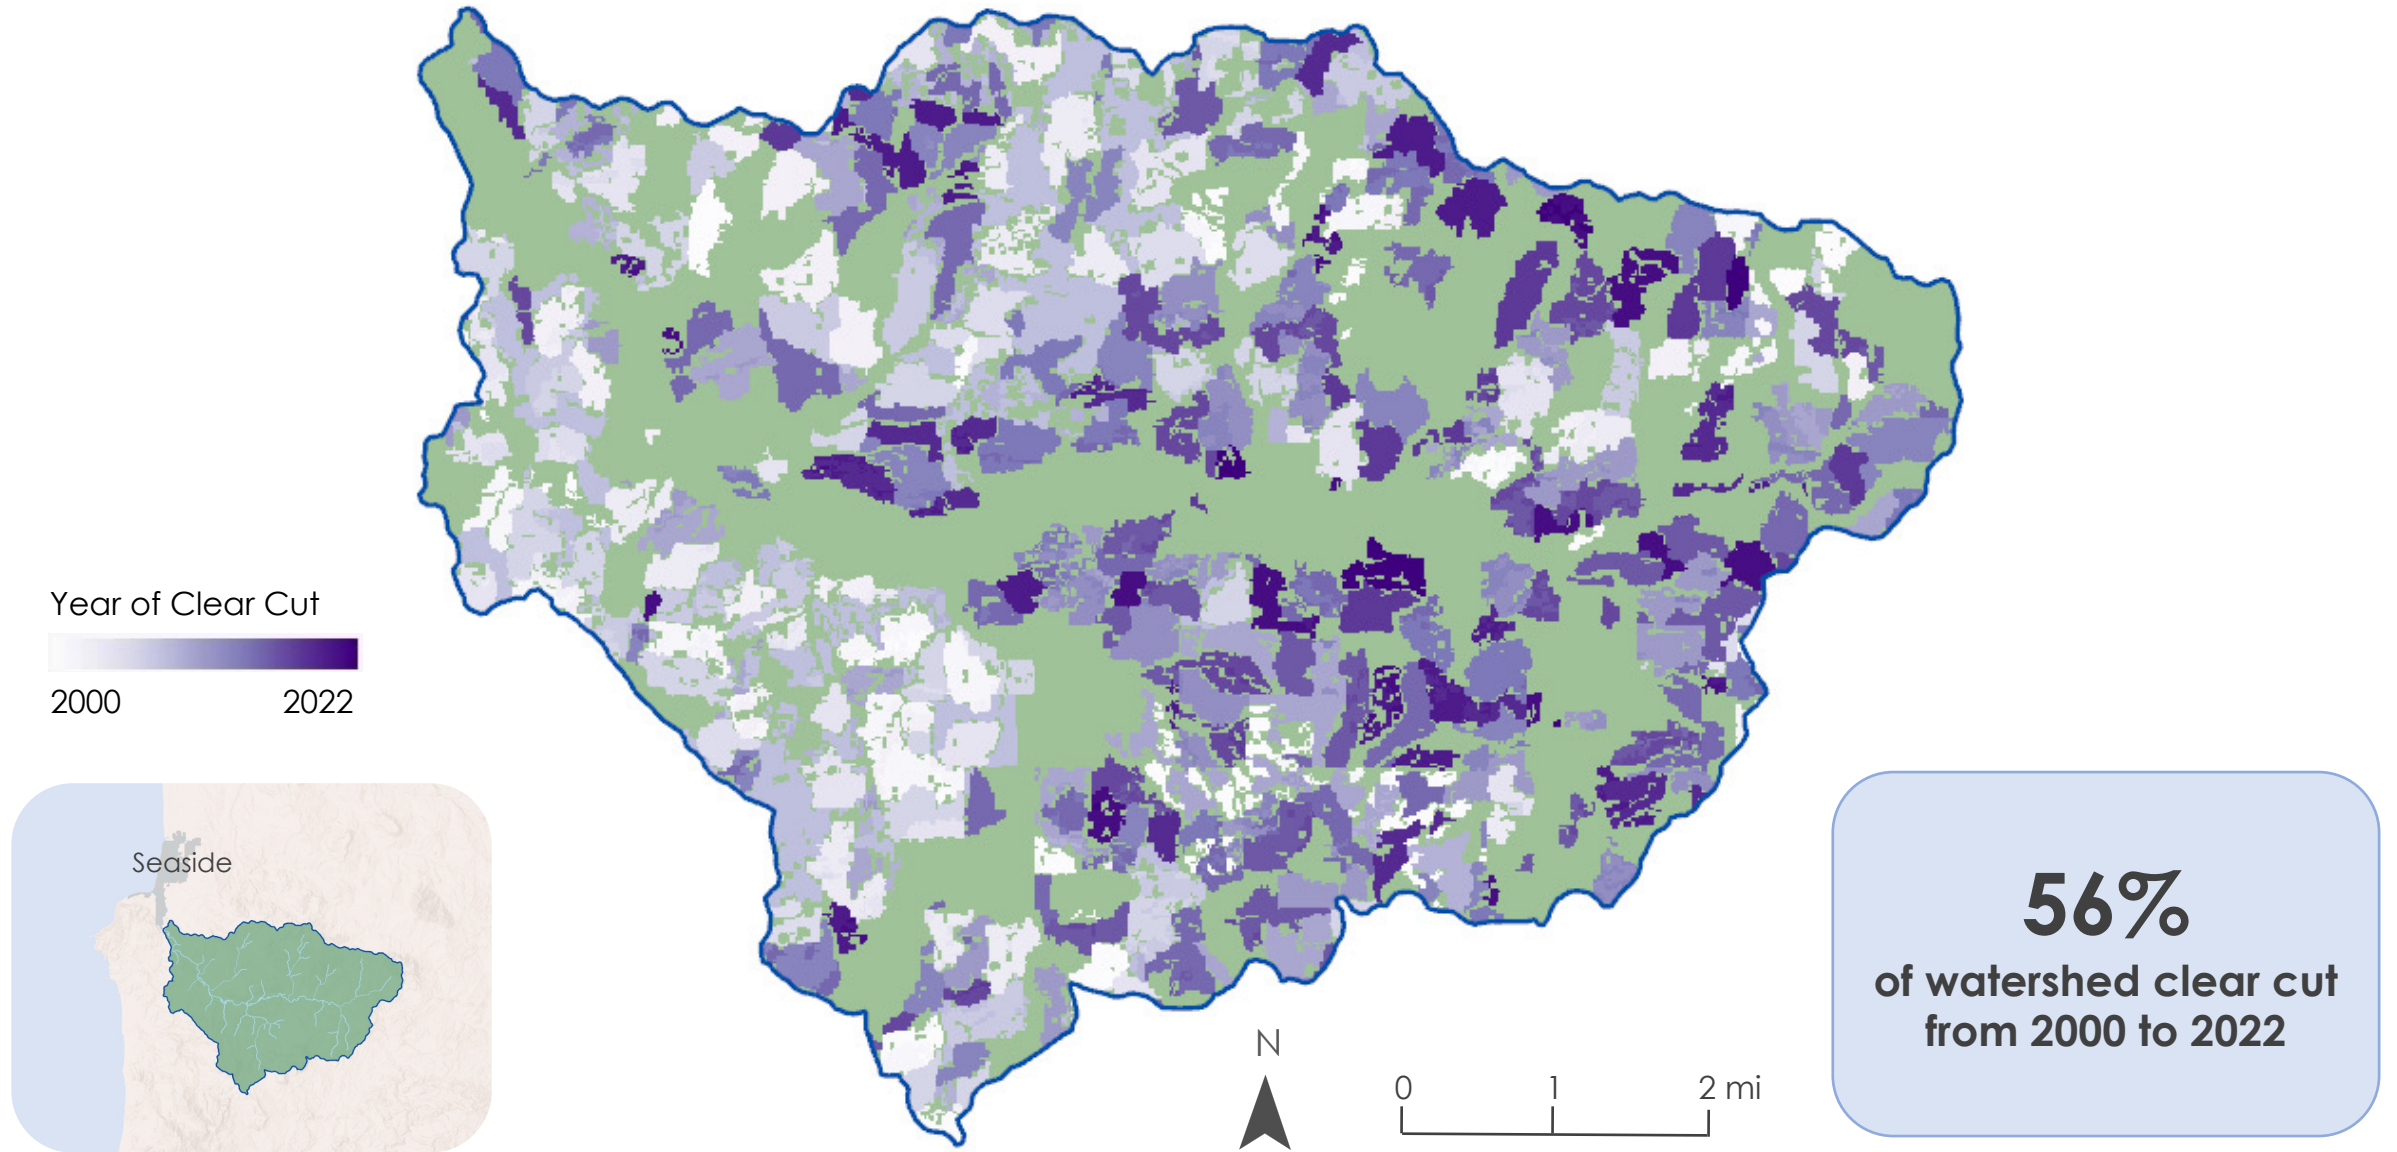 Year of Clear Cut
2000 2022
Seaside
N
0 1 2 mi
56%
of watershed clear cut
from 2000 to 2022